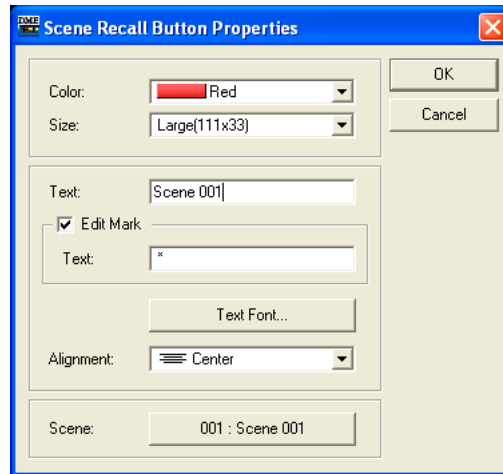 DME Scene Recall Button Properties
Color: Red
Size: Large(111x33)
OK
Cancel
Text: Scene 001
Edit Mark
Text: *
Text Font...
Alignment: Center
Scene: 001 : Scene 001